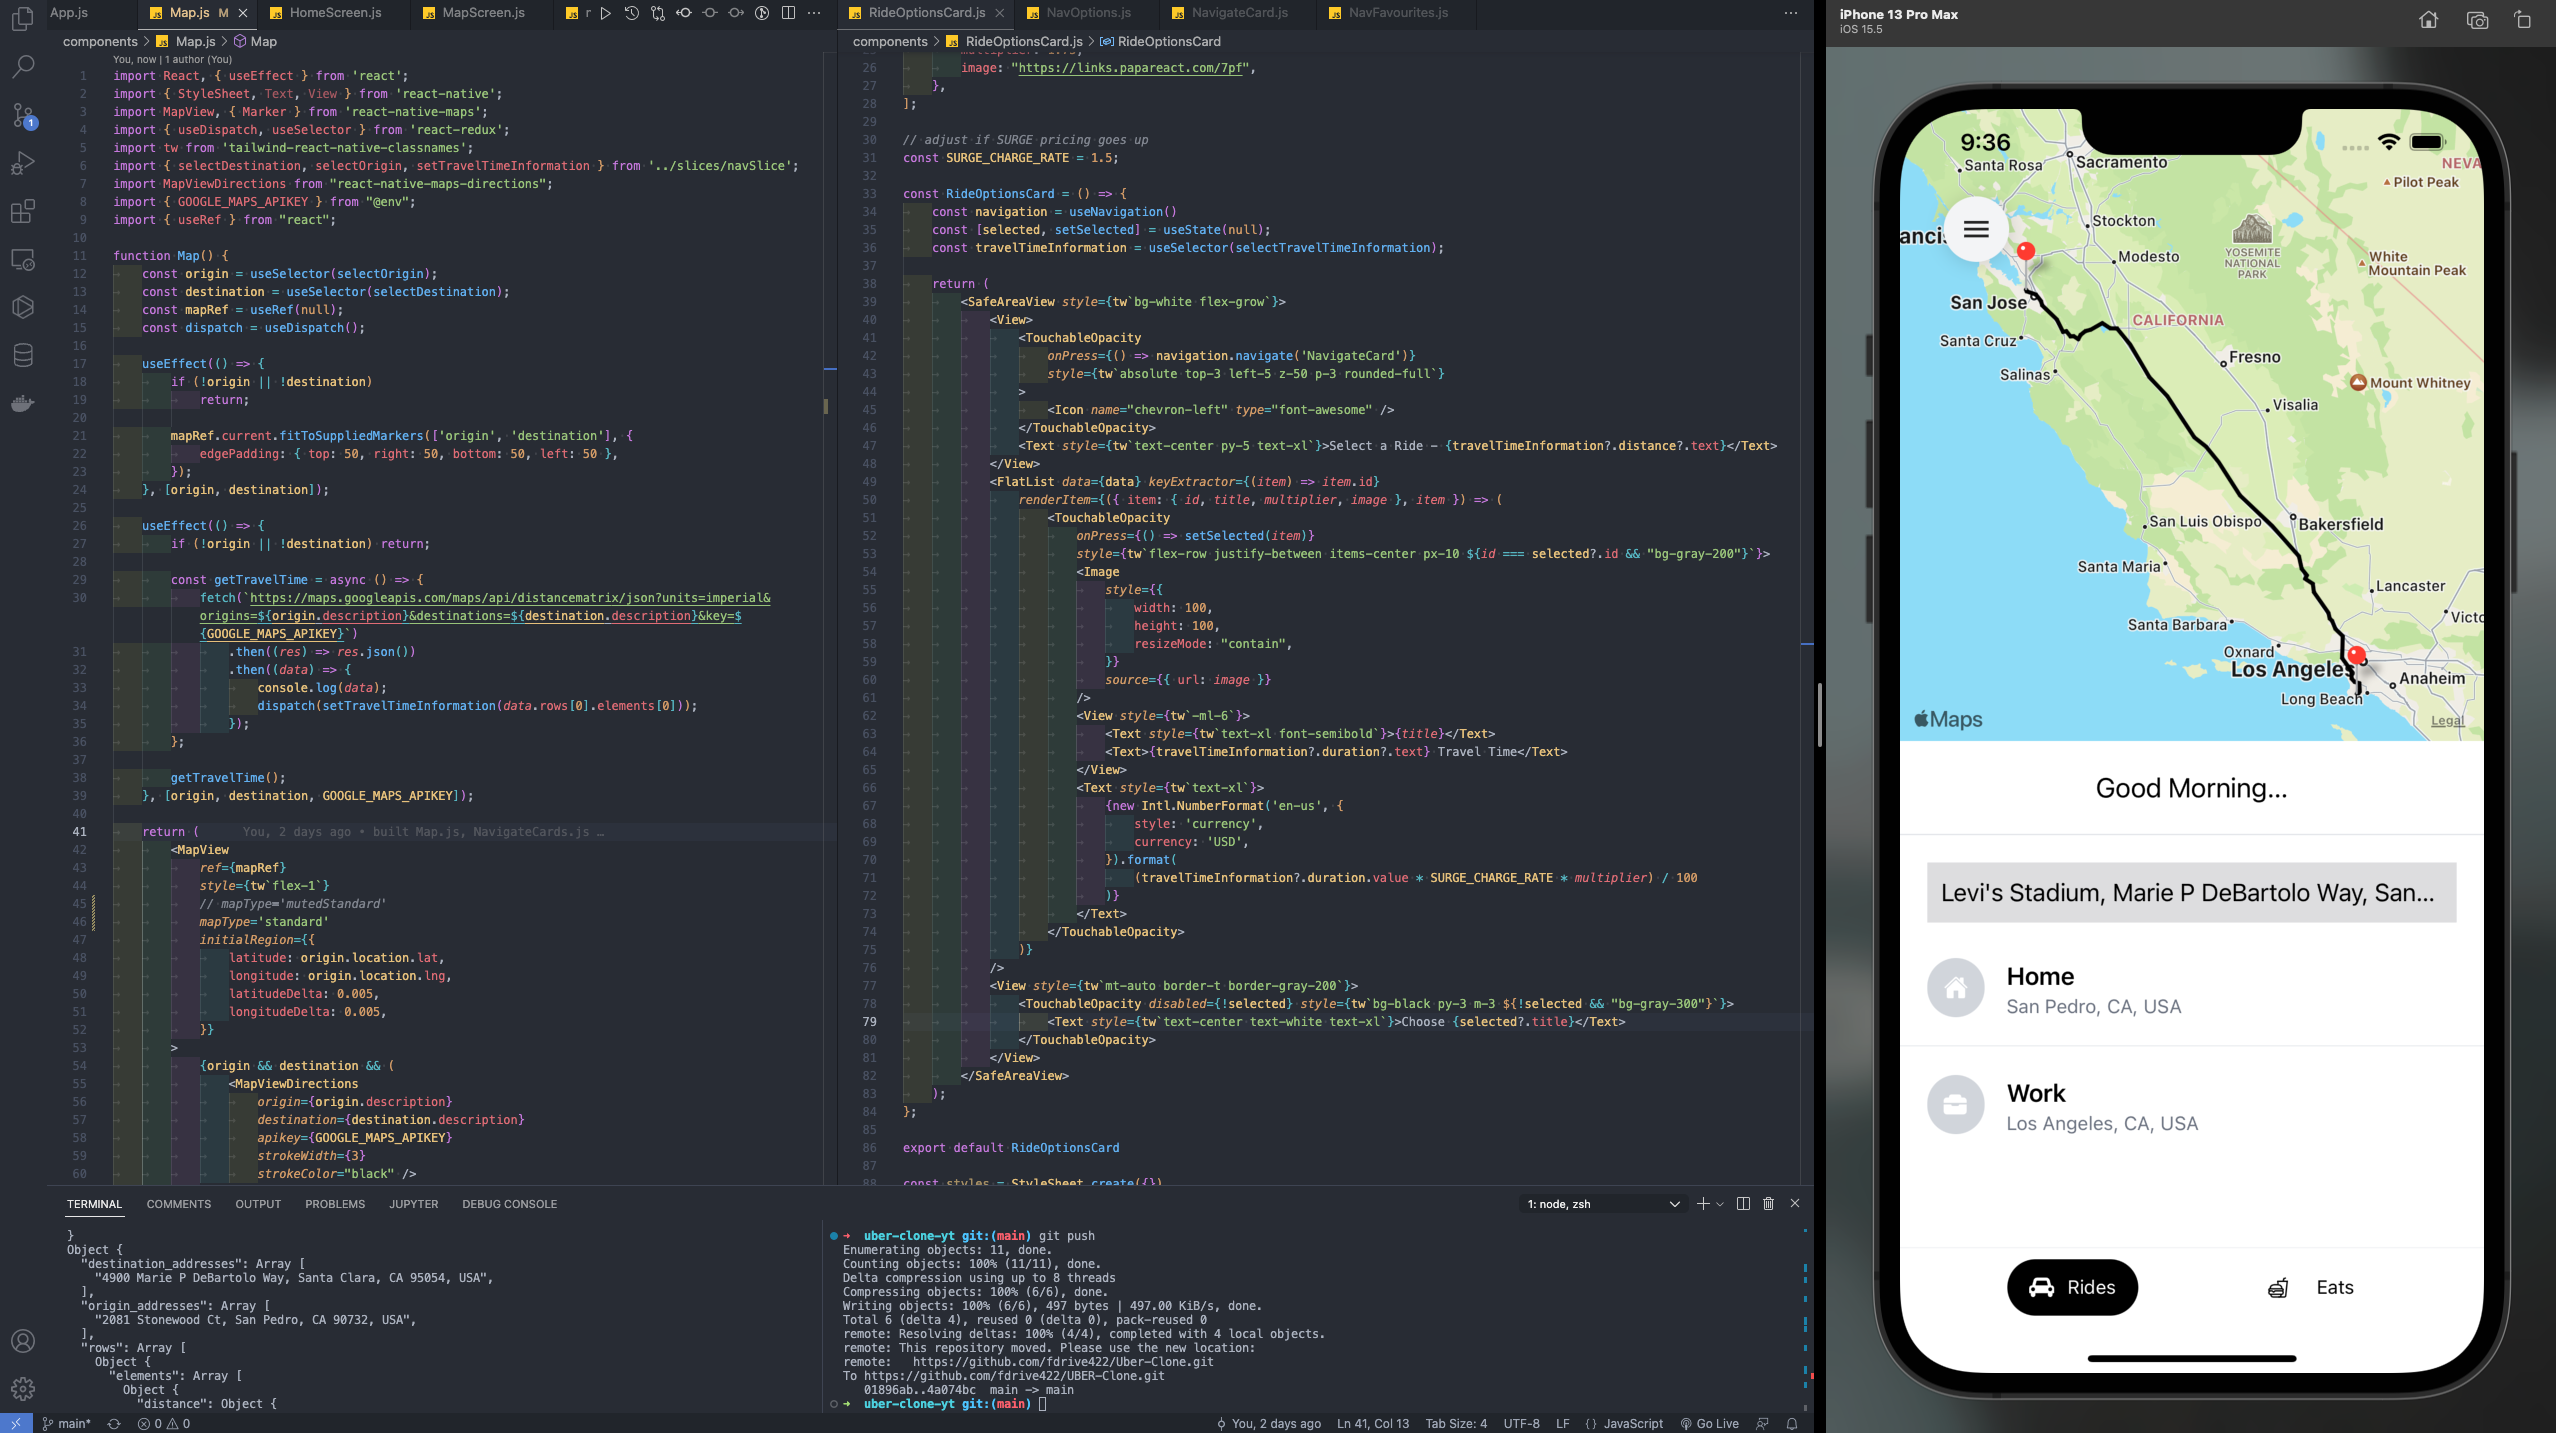 App.js
Map.js M
HomeScreen.js
MapScreen.js
r
components > Map.js > Map
You, now | 1 author (You)
1 import React, { useEffect } from 'react';
2 import { StyleSheet, Text, View } from 'react-native';
3 import MapView, { Marker } from 'react-native-maps';
4 import { useDispatch, useSelector } from 'react-redux';
5 import tw from 'tailwind-react-native-classnames';
6 import { selectDestination, selectOrigin, setTravelTimeInformation } from '../slices/navSlice';
7 import MapViewDirections from "react-native-maps-directions";
8 import { GOOGLE_MAPS_APIKEY } from "@env";
9 import { useRef } from "react";
10
11 function Map() {
12 const origin = useSelector(selectOrigin);
13 const destination = useSelector(selectDestination);
14 const mapRef = useRef(null);
15 const dispatch = useDispatch();
16
17 useEffect(() => {
18 if (!origin || !destination)
19 return;
20
21 mapRef.current.fitToSuppliedMarkers(['origin', 'destination'], {
22 edgePadding: { top: 50, right: 50, bottom: 50, left: 50 },
23 });
24 }, [origin, destination]);
25
26 useEffect(() => {
27 if (!origin || !destination) return;
28
29 const getTravelTime = async () => {
30 fetch(`https://maps.googleapis.com/maps/api/distancematrix/json?units=imperial&
origins=${origin.description}&destinations=${destination.description}&key=$
{GOOGLE_MAPS_APIKEY}`)
31 .then((res) => res.json())
32 .then((data) => {
33 console.log(data);
34 dispatch(setTravelTimeInformation(data.rows[0].elements[0]));
35 });
36 };
37
38 getTravelTime();
39 }, [origin, destination, GOOGLE_MAPS_APIKEY]);
40
41 return ( You, 2 days ago • built Map.js, NavigateCards.js …
42 <MapView
43 ref={mapRef}
44 style={tw`flex-1`}
45 // mapType='mutedStandard'
46 mapType='standard'
47 initialRegion={{
48 latitude: origin.location.lat,
49 longitude: origin.location.lng,
50 latitudeDelta: 0.005,
51 longitudeDelta: 0.005,
52 }}
53 >
54 {origin && destination && (
55 <MapViewDirections
56 origin={origin.description}
57 destination={destination.description}
58 apikey={GOOGLE_MAPS_APIKEY}
59 strokeWidth={3}
60 strokeColor="black" />
RideOptionsCard.js
NavOptions.js
NavigateCard.js
NavFavourites.js
components > RideOptionsCard.js > RideOptionsCard
26 image: "https://links.papareact.com/7pf",
27 },
28 ];
29
30 // adjust if SURGE pricing goes up
31 const SURGE_CHARGE_RATE = 1.5;
32
33 const RideOptionsCard = () => {
34 const navigation = useNavigation()
35 const [selected, setSelected] = useState(null);
36 const travelTimeInformation = useSelector(selectTravelTimeInformation);
37
38 return (
39 <SafeAreaView style={tw`bg-white flex-grow`}>
40 <View>
41 <TouchableOpacity
42 onPress={() => navigation.navigate('NavigateCard')}
43 style={tw`absolute top-3 left-5 z-50 p-3 rounded-full`}
44 >
45 <Icon name="chevron-left" type="font-awesome" />
46 </TouchableOpacity>
47 <Text style={tw`text-center py-5 text-xl`}>Select a Ride - {travelTimeInformation?.distance?.text}</Text>
48 </View>
49 <FlatList data={data} keyExtractor={(item) => item.id}
50 renderItem={({ item: { id, title, multiplier, image }, item }) => (
51 <TouchableOpacity
52 onPress={() => setSelected(item)}
53 style={tw`flex-row justify-between items-center px-10 ${id === selected?.id && "bg-gray-200"}`}>
54 <Image
55 style={{
56 width: 100,
57 height: 100,
58 resizeMode: "contain",
59 }}
60 source={{ url: image }}
61 />
62 <View style={tw`-ml-6`}>
63 <Text style={tw`text-xl font-semibold`}>{title}</Text>
64 <Text>{travelTimeInformation?.duration?.text} Travel Time</Text>
65 </View>
66 <Text style={tw`text-xl`}>
67 {new Intl.NumberFormat('en-us', {
68 style: 'currency',
69 currency: 'USD',
70 }).format(
71 (travelTimeInformation?.duration.value * SURGE_CHARGE_RATE * multiplier) / 100
72 )}
73 </Text>
74 </TouchableOpacity>
75 )}
76 />
77 <View style={tw`mt-auto border-t border-gray-200`}>
78 <TouchableOpacity disabled={!selected} style={tw`bg-black py-3 m-3 ${!selected && "bg-gray-300"}`}>
79 <Text style={tw`text-center text-white text-xl`}>Choose {selected?.title}</Text>
80 </TouchableOpacity>
81 </View>
82 </SafeAreaView>
83 );
84 };
85
86 export default RideOptionsCard
87
88 const styles = StyleSheet.create({})
TERMINAL COMMENTS OUTPUT PROBLEMS JUPYTER DEBUG CONSOLE
1: node, zsh
}
Object {
"destination_addresses": Array [
"4900 Marie P DeBartolo Way, Santa Clara, CA 95054, USA",
],
"origin_addresses": Array [
"2081 Stonewood Ct, San Pedro, CA 90732, USA",
],
"rows": Array [
Object {
"elements": Array [
Object {
"distance": Object {
➜ uber-clone-yt git:(main) git push
Enumerating objects: 11, done.
Counting objects: 100% (11/11), done.
Delta compression using up to 8 threads
Compressing objects: 100% (6/6), done.
Writing objects: 100% (6/6), 497 bytes | 497.00 KiB/s, done.
Total 6 (delta 4), reused 0 (delta 0), pack-reused 0
remote: Resolving deltas: 100% (4/4), completed with 4 local objects.
remote: This repository moved. Please use the new location:
remote: https://github.com/fdrive422/Uber-Clone.git
To https://github.com/fdrive422/UBER-Clone.git
01896ab..4a074bc main -> main
➜ uber-clone-yt git:(main)
main* 0 0
You, 2 days ago Ln 41, Col 13 Tab Size: 4 UTF-8 LF {} JavaScript Go Live
1
iPhone 13 Pro Max
iOS 15.5
9:36
Santa Rosa
Sacramento
NEVA
Pilot Peak
Stockton
anci
Modesto
YOSEMITE
NATIONAL
PARK
White
Mountain Peak
San Jose
CALIFORNIA
Santa Cruz
Fresno
Salinas
Mount Whitney
Visalia
San Luis Obispo
Bakersfield
Santa Maria
Lancaster
Santa Barbara
Victo
Oxnard
Los Angeles
Anaheim
Long Beach
Maps
Legal
Good Morning...
Levi's Stadium, Marie P DeBartolo Way, San...
Home
San Pedro, CA, USA
Work
Los Angeles, CA, USA
Rides
Eats